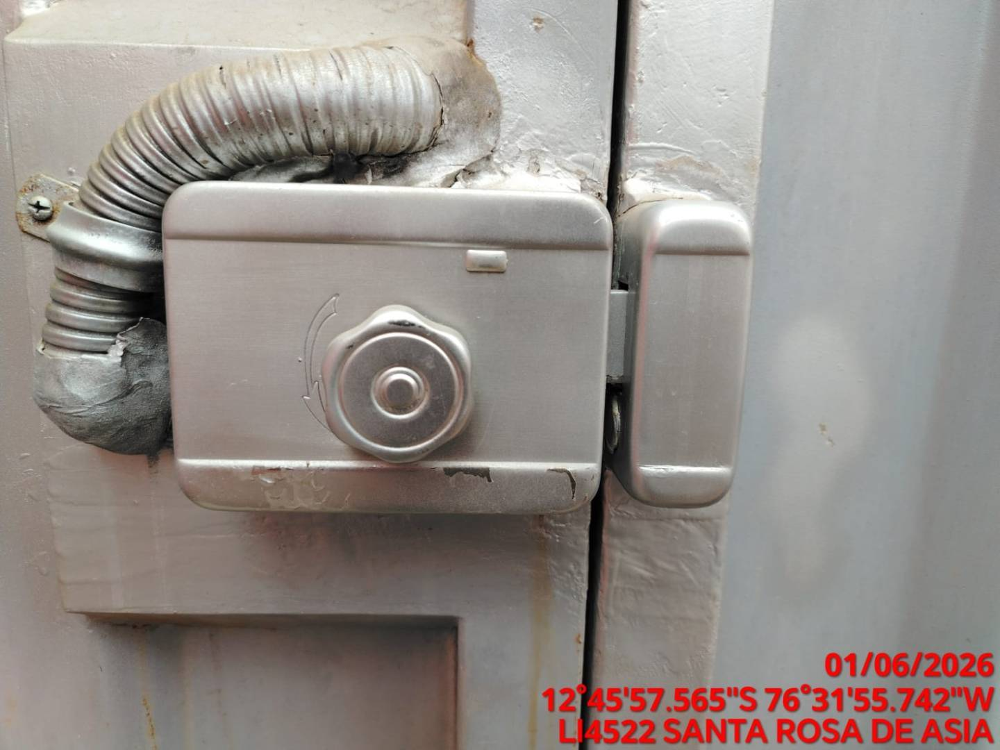 01/06/2026
12°45'57.565"S 76°31'55.742"W
LI4522 SANTA ROSA DE ASIA